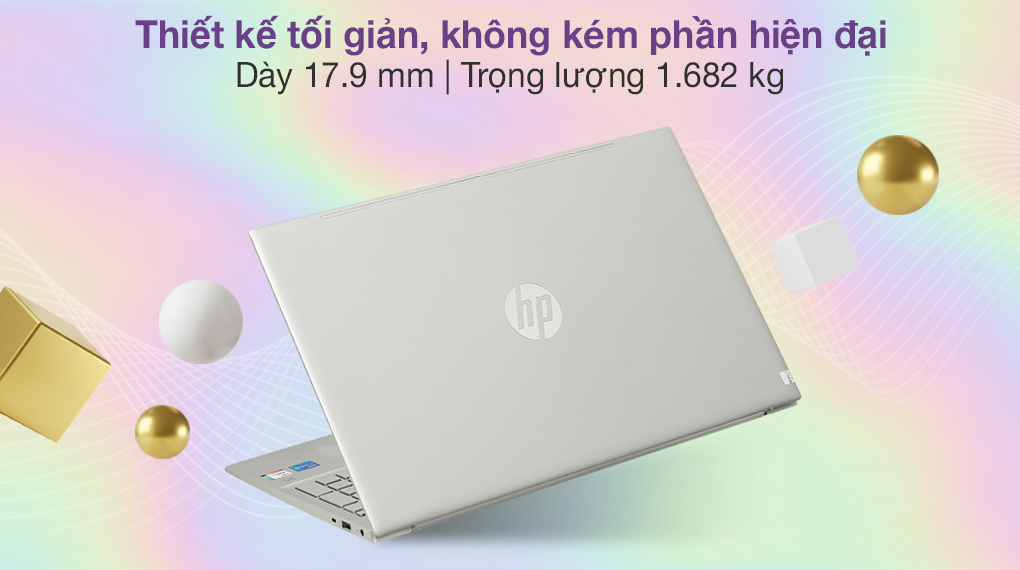 Thiết kế tối giản, không kém phần hiện đại
Dày 17.9 mm | Trọng lượng 1.682 kg
hp